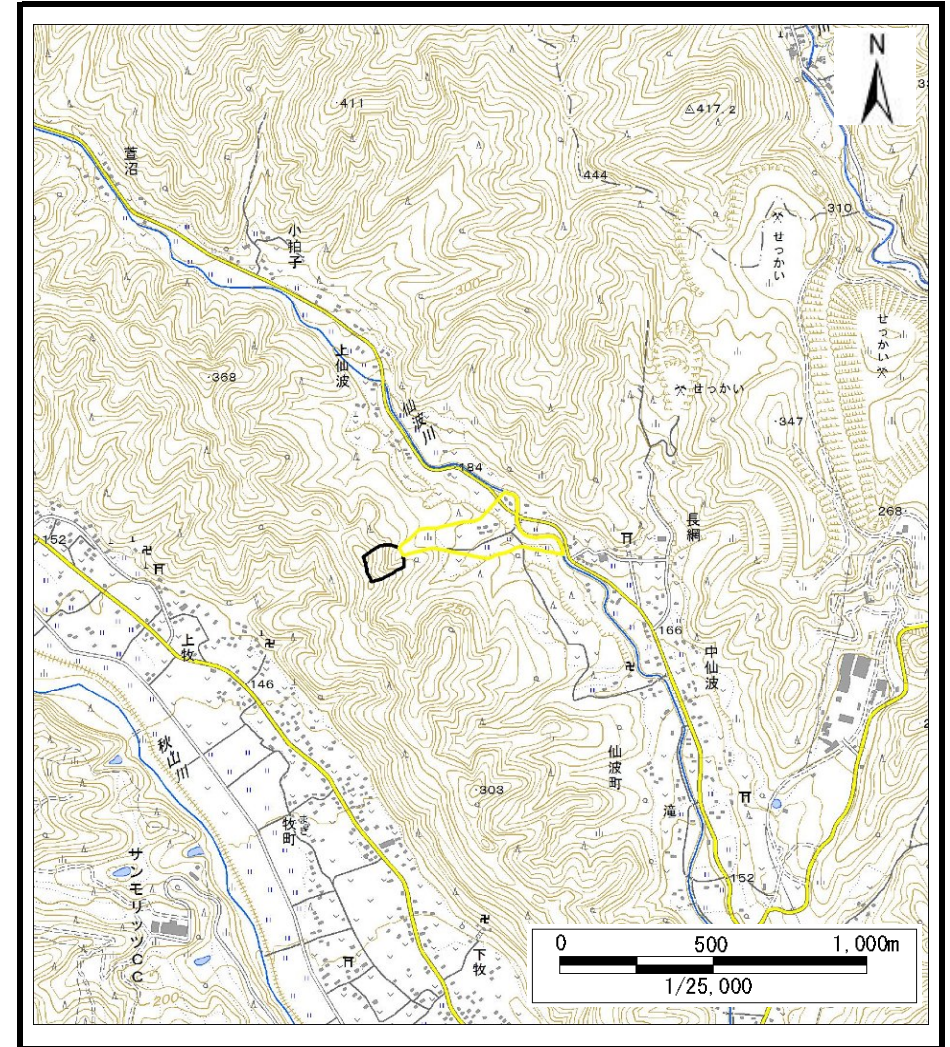 N
411
417.2
萱沼
444
310
せっかい
小拍子
300
せっかい
上仙波
368
仙波川
せっかい
347
184
268
152
長綱
250
上牧
166
中仙波
146
秋山川
仙波町
303
滝
牧町
152
サンモリッツCC
下牧
200
0 500 1,000m
1/25,000